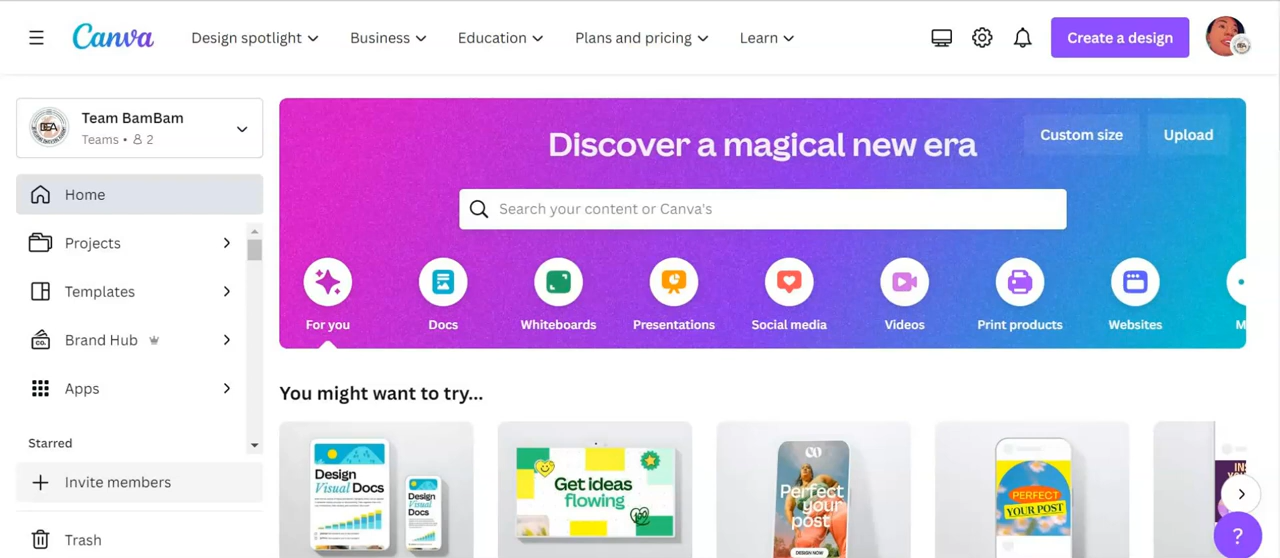 Canva
Design spotlight
Business
Education
Plans and pricing
Learn
Create a design
Team BamBam
Teams • 2
Home
Projects
Templates
Brand Hub
Apps
Starred
Invite members
Trash
Discover a magical new era
Custom size
Upload
Search your content or Canva's
For you
Docs
Whiteboards
Presentations
Social media
Videos
Print products
Websites
You might want to try...
Design
Visual Docs
Design
Visual
Docs
Get ideas
flowing
Perfect
your
post
DESIGN NOW
PERFECT
YOUR POST
?